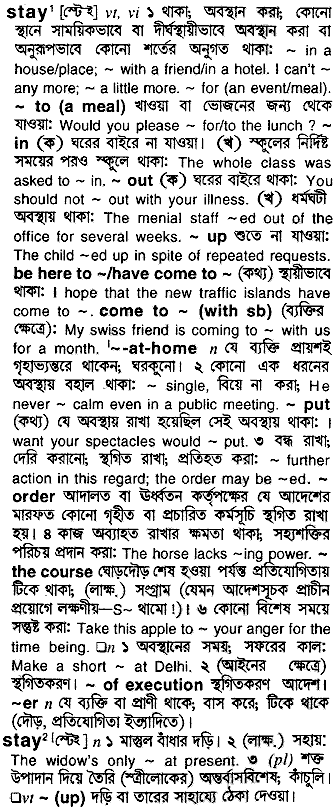 stay¹ [স্টেই] vt, vi ১ থাকা; অবস্থান করা; কোনো
স্থানে সাময়িকভাবে বা দীর্ঘস্থায়ীভাবে অবস্থান করা বা
অনুরূপভাবে কোনো শর্তের অনুগত থাকা: ~ in a
house/place; ~ with a friend/in a hotel. I can't ~
any more; ~ a little more. ~ for (an event/meal).
~ to (a meal) খাওয়া বা ভোজনের জন্য থেকে
যাওয়া: Would you please ~ for/to the lunch ? ~
in (ক) ঘরের বাইরে না যাওয়া। (খ) স্কুলের নির্দিষ্ট
সময়ের পরও স্কুলে থাকা: The whole class was
asked to ~ in. ~ out (ক) ঘরের বাইরে থাকা: You
should not ~ out with your illness. (খ) ধর্মঘটী
অবস্থায় থাকা: The menial staff ~ed out of the
office for several weeks. ~ up শুতে না যাওয়া:
The child ~ed up in spite of repeated requests.
be here to ~/have come to ~ (কথ্য) স্থায়ীভাবে
থাকা: I hope that the new traffic islands have
come to ~. come to ~ (with sb) (ব্যক্তির
ক্ষেত্রে): My swiss friend is coming to ~ with us
for a month. ˈ~-at-home n যে ব্যক্তি প্রায়শই
গৃহাভ্যন্তরে থাকেন; ঘরকুনো। ২ কোনো এক ধরনের
অবস্থায় বহাল থাকা: ~ single, বিয়ে না করা; He
never ~ calm even in a public meeting. ~ put
(কথ্য) যে অবস্থায় রাখা হয়েছিল সেই অবস্থায় থাকা: I
want your spectacles would ~ put. ৩ বন্ধ রাখা;
দেরি করানো; স্থগিত রাখা; প্রতিহত করা: ~ further
action in this regard; the order may be ~ed. ~
order আদালত বা ঊর্ধ্বতন কর্তৃপক্ষের যে আদেশের
মারফত কোনো গৃহীত বা প্রচারিত কর্মসূচি স্থগিত রাখা
হয়। ৪ কাজ অব্যাহত রাখার ক্ষমতা থাকা; সহ্যশক্তির
পরিচয় প্রদান করা: The horse lacks ~ing power. ~
the course ঘোড়দৌড় শেষ হওয়া পর্যন্ত প্রতিযোগিতায়
টিকে থাকা; (লাক্ষ.) সংগ্রাম (যেমন আদেশসূচক প্রাচীন
প্রয়োগে লক্ষণীয়—S~ থামো !)। ৬ কোনো বিশেষ সময়ে
সন্তুষ্ট করা: Take this apple to ~ your anger for the
time being. □n ১ অবস্থানের সময়; সফরের কাল:
Make a short ~ at Delhi. ২ (আইনের ক্ষেত্রে)
স্থগিতকরণ। ~ of execution স্থগিতকরণ আদেশ।
~er n যে ব্যক্তি বা প্রাণী থাকে; বাস করে; টিকে থাকে
(দৌড়, প্রতিযোগিতা ইত্যাদিতে)।
stay² [স্টেই] n ১ মাস্তুল বাঁধার দড়ি। ২ (লাক্ষ.) সহায়:
The widow's only ~ at present. ৩ (pl) শক্ত
উপাদান দিয়ে তৈরি (স্ত্রীলোকের) অন্তর্বাসবিশেষ; কাঁচুলি।
□vt ~ (up) দড়ি বা তারের সাহায্যে ঠেকা দেওয়া।